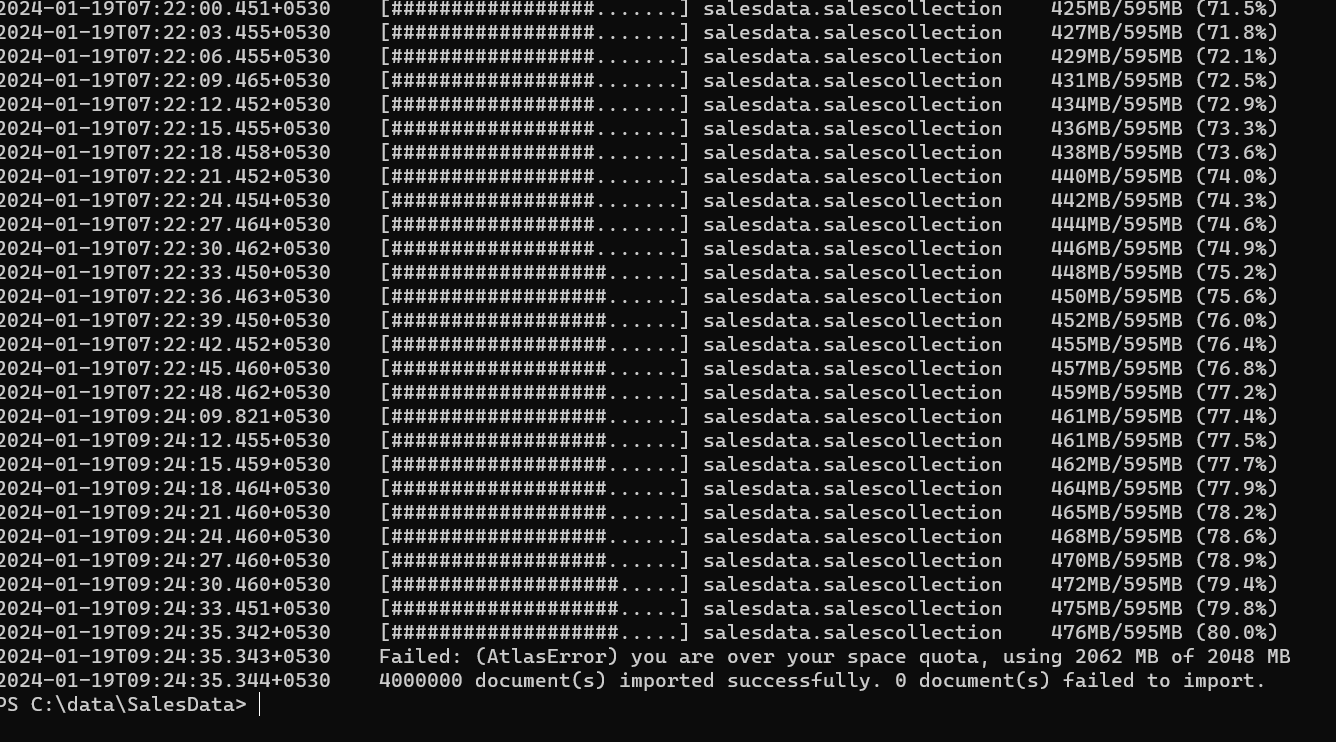 2024-01-19T07:22:00.451+0530 [#################.......] salesdata.salescollection 425MB/595MB (71.5%)
2024-01-19T07:22:03.455+0530 [#################.......] salesdata.salescollection 427MB/595MB (71.8%)
2024-01-19T07:22:06.455+0530 [#################.......] salesdata.salescollection 429MB/595MB (72.1%)
2024-01-19T07:22:09.465+0530 [#################.......] salesdata.salescollection 431MB/595MB (72.5%)
2024-01-19T07:22:12.452+0530 [#################.......] salesdata.salescollection 434MB/595MB (72.9%)
2024-01-19T07:22:15.455+0530 [#################.......] salesdata.salescollection 436MB/595MB (73.3%)
2024-01-19T07:22:18.458+0530 [#################.......] salesdata.salescollection 438MB/595MB (73.6%)
2024-01-19T07:22:21.452+0530 [#################.......] salesdata.salescollection 440MB/595MB (74.0%)
2024-01-19T07:22:24.454+0530 [#################.......] salesdata.salescollection 442MB/595MB (74.3%)
2024-01-19T07:22:27.464+0530 [#################.......] salesdata.salescollection 444MB/595MB (74.6%)
2024-01-19T07:22:30.462+0530 [#################.......] salesdata.salescollection 446MB/595MB (74.9%)
2024-01-19T07:22:33.450+0530 [##################......] salesdata.salescollection 448MB/595MB (75.2%)
2024-01-19T07:22:36.463+0530 [##################......] salesdata.salescollection 450MB/595MB (75.6%)
2024-01-19T07:22:39.450+0530 [##################......] salesdata.salescollection 452MB/595MB (76.0%)
2024-01-19T07:22:42.452+0530 [##################......] salesdata.salescollection 455MB/595MB (76.4%)
2024-01-19T07:22:45.460+0530 [##################......] salesdata.salescollection 457MB/595MB (76.8%)
2024-01-19T07:22:48.462+0530 [##################......] salesdata.salescollection 459MB/595MB (77.2%)
2024-01-19T09:24:09.821+0530 [##################......] salesdata.salescollection 461MB/595MB (77.4%)
2024-01-19T09:24:12.455+0530 [##################......] salesdata.salescollection 461MB/595MB (77.5%)
2024-01-19T09:24:15.459+0530 [##################......] salesdata.salescollection 462MB/595MB (77.7%)
2024-01-19T09:24:18.464+0530 [##################......] salesdata.salescollection 464MB/595MB (77.9%)
2024-01-19T09:24:21.460+0530 [##################......] salesdata.salescollection 465MB/595MB (78.2%)
2024-01-19T09:24:24.460+0530 [##################......] salesdata.salescollection 468MB/595MB (78.6%)
2024-01-19T09:24:27.460+0530 [##################......] salesdata.salescollection 470MB/595MB (78.9%)
2024-01-19T09:24:30.460+0530 [###################.....] salesdata.salescollection 472MB/595MB (79.4%)
2024-01-19T09:24:33.451+0530 [###################.....] salesdata.salescollection 475MB/595MB (79.8%)
2024-01-19T09:24:35.342+0530 [###################.....] salesdata.salescollection 476MB/595MB (80.0%)
2024-01-19T09:24:35.343+0530 Failed: (AtlasError) you are over your space quota, using 2062 MB of 2048 MB
2024-01-19T09:24:35.344+0530 4000000 document(s) imported successfully. 0 document(s) failed to import.
PS C:\data\SalesData>